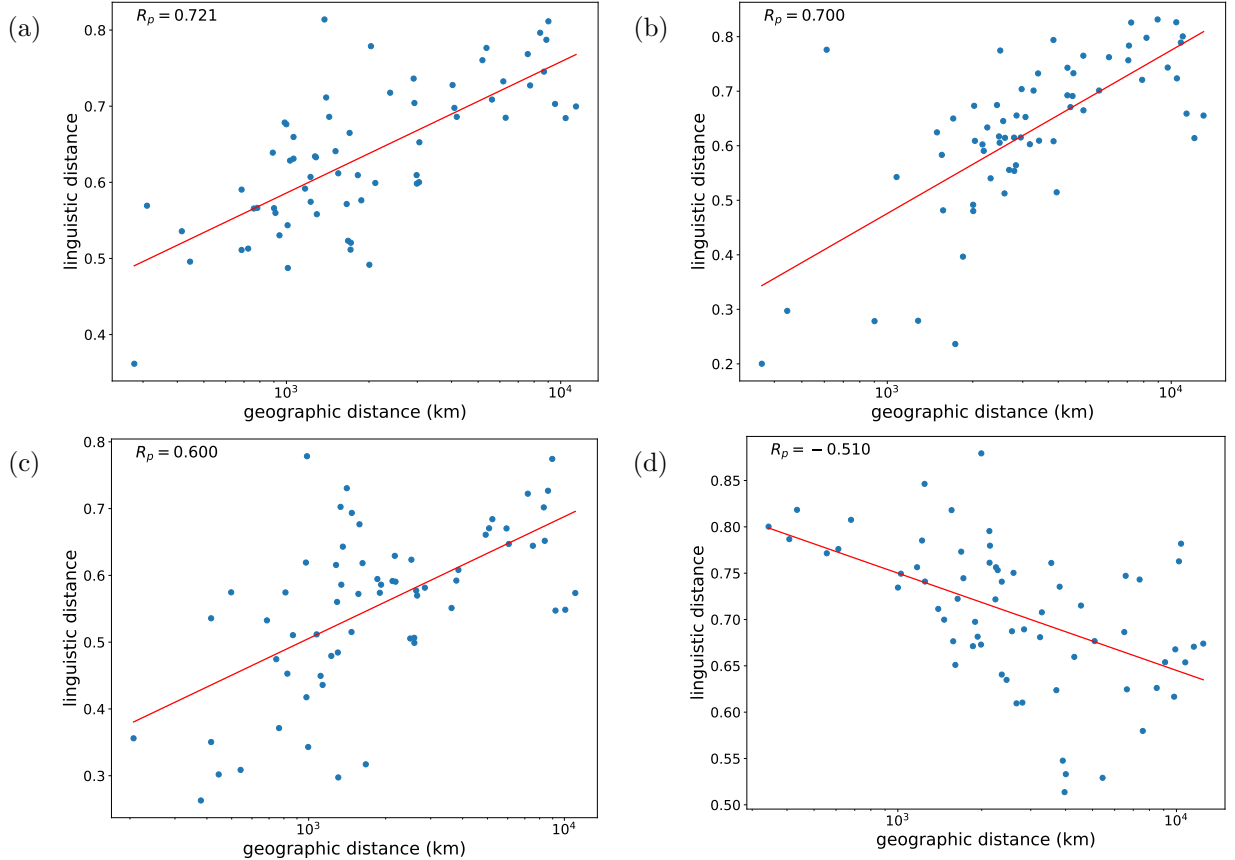 (a)
R_p = 0.721
0.8
0.7
0.6
0.5
0.4
linguistic distance
10^3
10^4
geographic distance (km)
(b)
R_p = 0.700
0.8
0.7
0.6
0.5
0.4
0.3
0.2
linguistic distance
10^3
10^4
geographic distance (km)
(c)
R_p = 0.600
0.8
0.7
0.6
0.5
0.4
0.3
linguistic distance
10^3
10^4
geographic distance (km)
(d)
R_p = −0.510
0.85
0.80
0.75
0.70
0.65
0.60
0.55
0.50
linguistic distance
10^3
10^4
geographic distance (km)